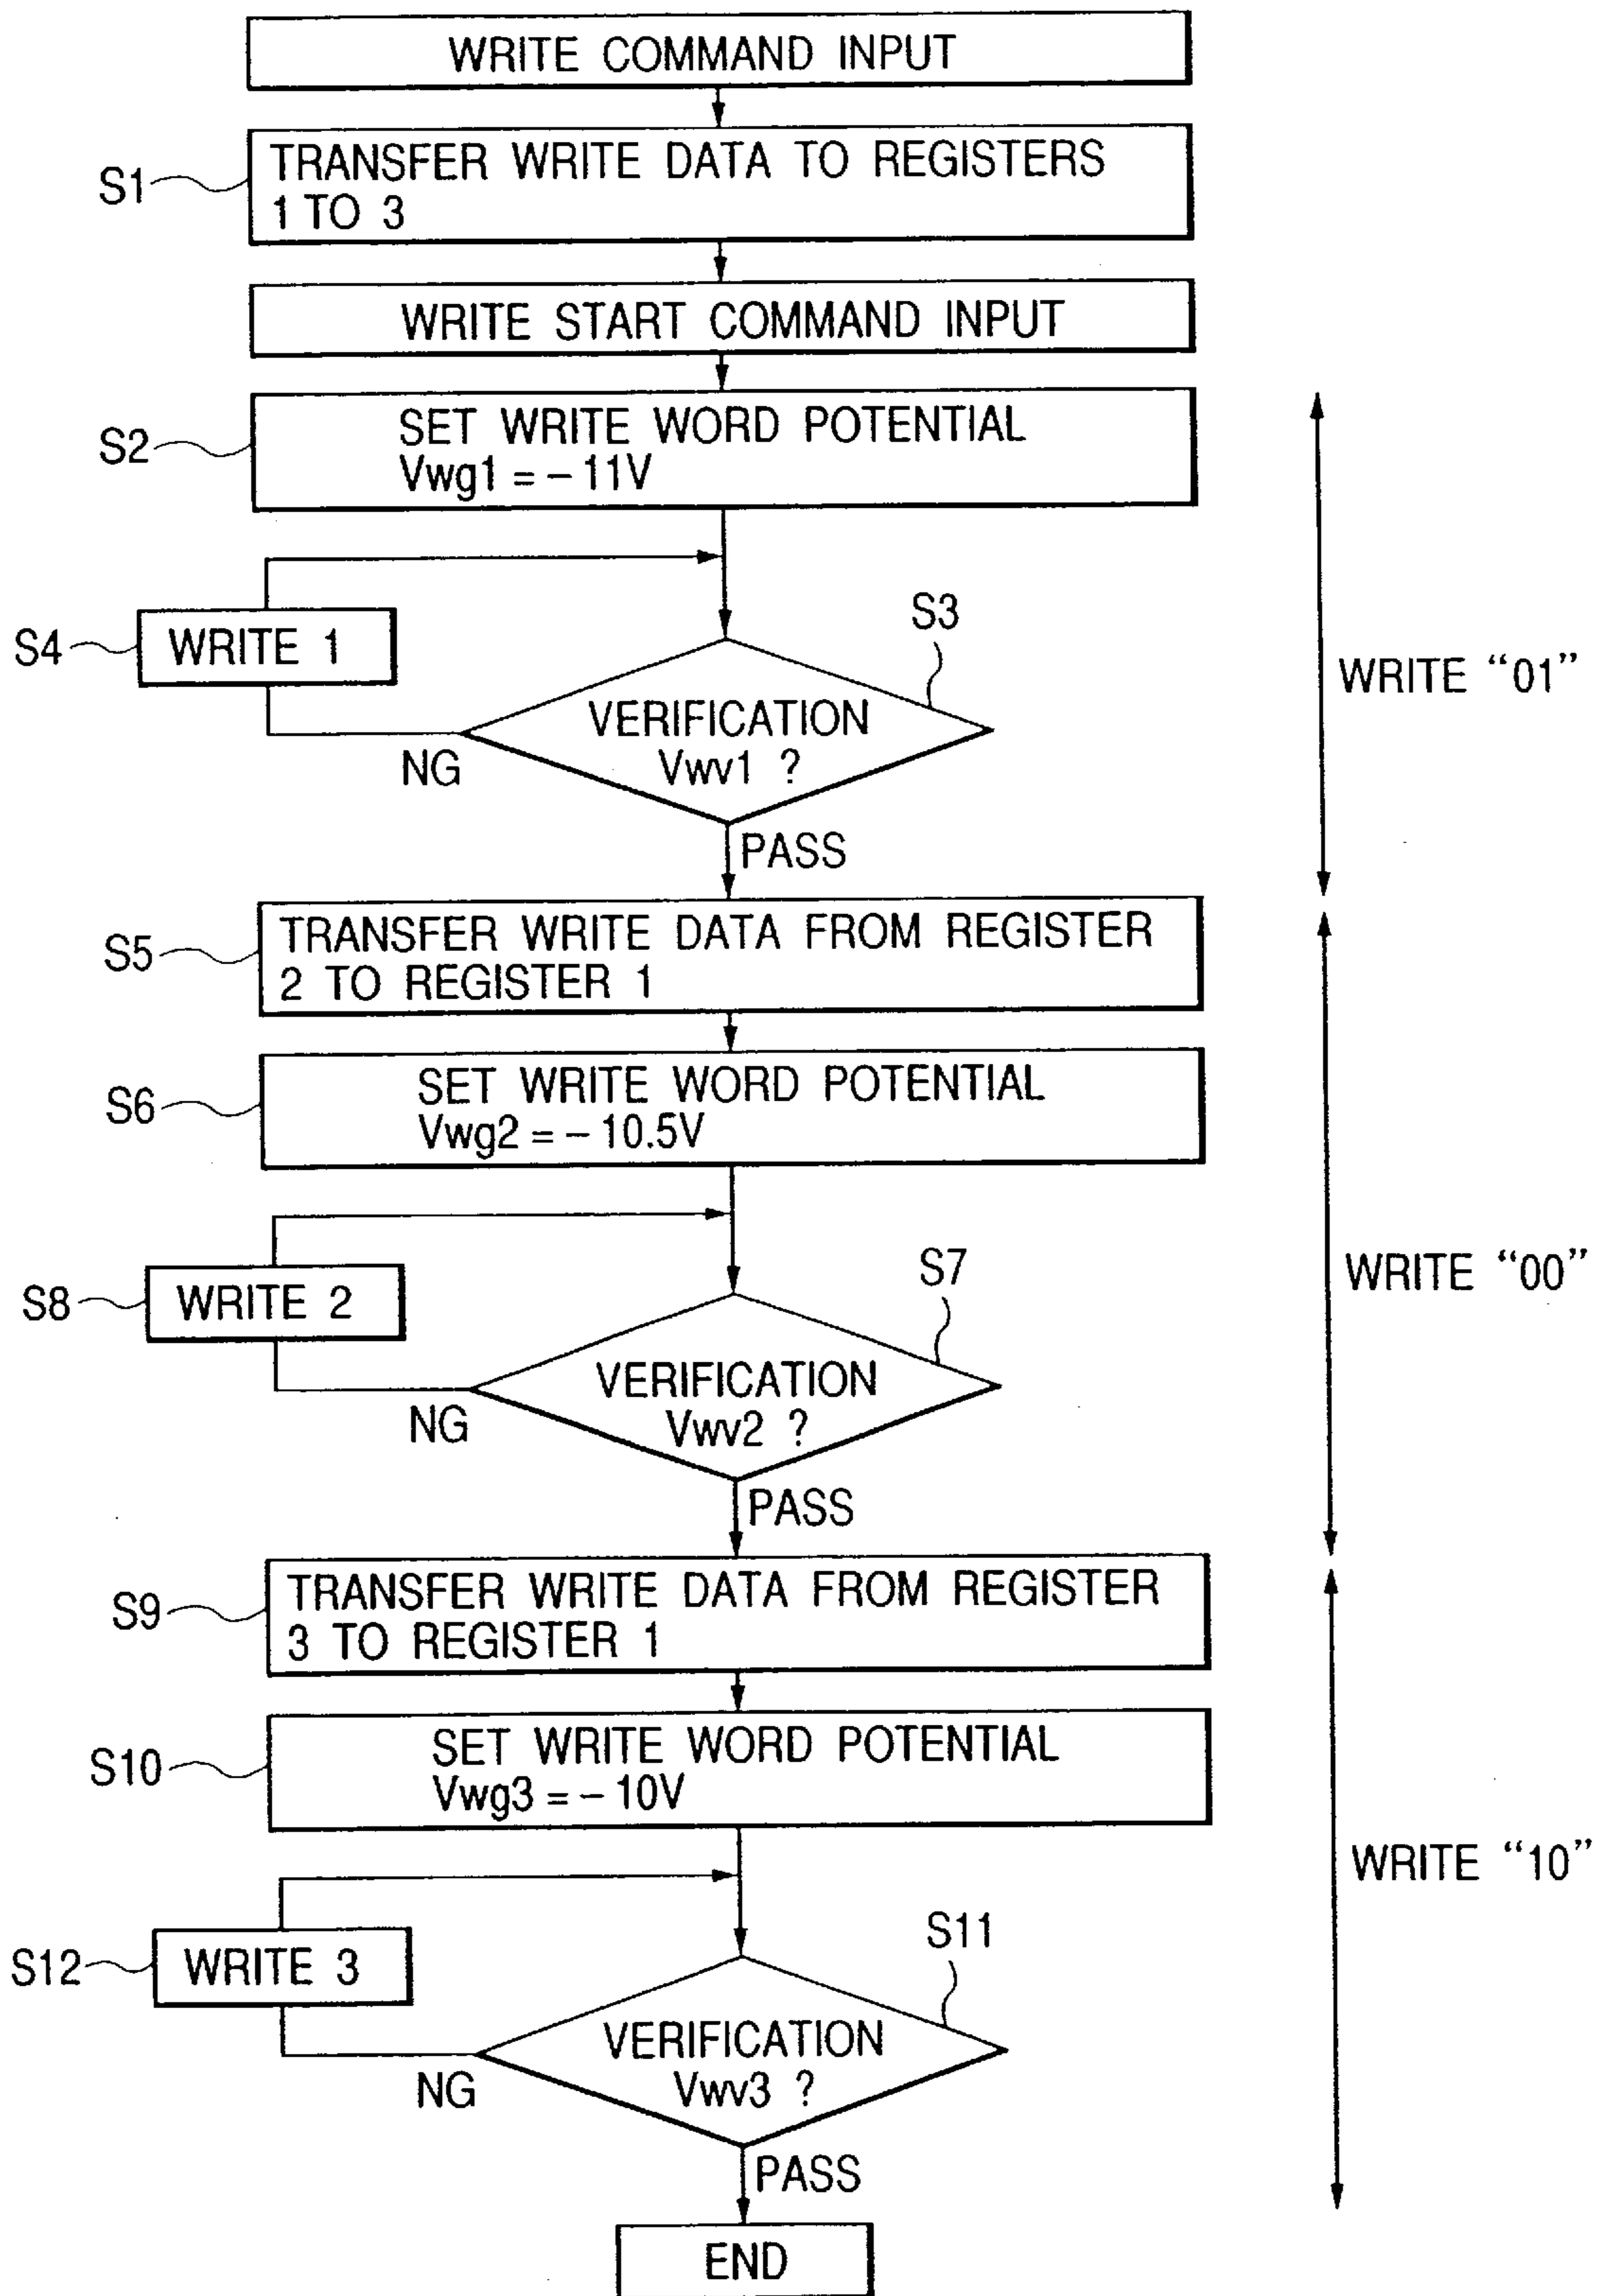 WRITE COMMAND INPUT
S1
TRANSFER WRITE DATA TO REGISTERS
1 TO 3
WRITE START COMMAND INPUT
S2
SET WRITE WORD POTENTIAL
Vwg1 = – 11V
S4
WRITE 1
S3
WRITE “01”
VERIFICATION
Vwv1 ?
NG
PASS
S5
TRANSFER WRITE DATA FROM REGISTER
2 TO REGISTER 1
S6
SET WRITE WORD POTENTIAL
Vwg2 = – 10.5V
S8
WRITE 2
S7
WRITE “00”
VERIFICATION
Vwv2 ?
NG
PASS
S9
TRANSFER WRITE DATA FROM REGISTER
3 TO REGISTER 1
S10
SET WRITE WORD POTENTIAL
Vwg3 = – 10V
WRITE “10”
S12
WRITE 3
S11
VERIFICATION
Vwv3 ?
NG
PASS
END